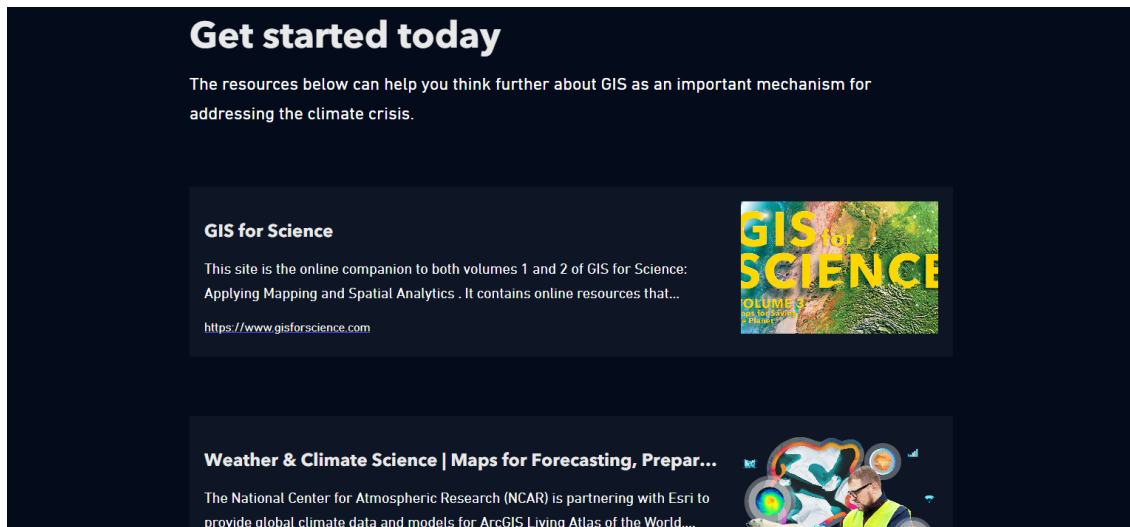 Get started today
The resources below can help you think further about GIS as an important mechanism for
addressing the climate crisis.
GIS for Science
This site is the online companion to both volumes 1 and 2 of GIS for Science:
Applying Mapping and Spatial Analytics . It contains online resources that...
https://www.gisforscience.com
GIS for
SCIENCE
VOLUME 3
aps for Saving
e Planet
Weather & Climate Science | Maps for Forecasting, Prepar...
The National Center for Atmospheric Research (NCAR) is partnering with Esri to
provide global climate data and models for ArcGIS Living Atlas of the World....